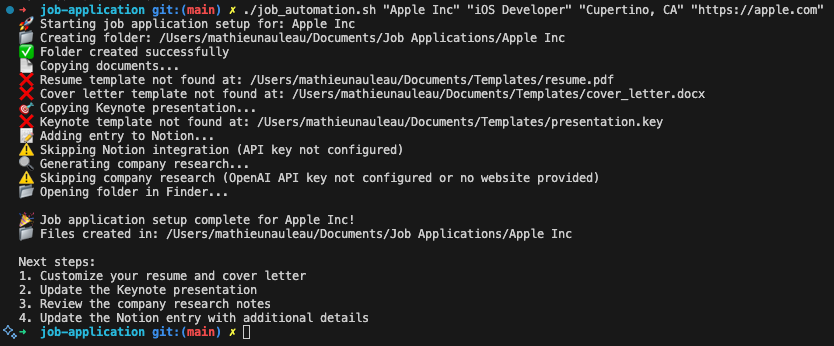 ➜ job-application git:(main) ✗ ./job_automation.sh "Apple Inc" "iOS Developer" "Cupertino, CA" "https://apple.com"
🚀 Starting job application setup for: Apple Inc
📁 Creating folder: /Users/mathieunauleau/Documents/Job Applications/Apple Inc
✅ Folder created successfully
📄 Copying documents...
❌ Resume template not found at: /Users/mathieunauleau/Documents/Templates/resume.pdf
❌ Cover letter template not found at: /Users/mathieunauleau/Documents/Templates/cover_letter.docx
🎯 Copying Keynote presentation...
❌ Keynote template not found at: /Users/mathieunauleau/Documents/Templates/presentation.key
📝 Adding entry to Notion...
⚠️ Skipping Notion integration (API key not configured)
🔍 Generating company research...
⚠️ Skipping company research (OpenAI API key not configured or no website provided)
📂 Opening folder in Finder...
🎉 Job application setup complete for Apple Inc!
📁 Files created in: /Users/mathieunauleau/Documents/Job Applications/Apple Inc
Next steps:
1. Customize your resume and cover letter
2. Update the Keynote presentation
3. Review the company research notes
4. Update the Notion entry with additional details
➜ job-application git:(main) ✗